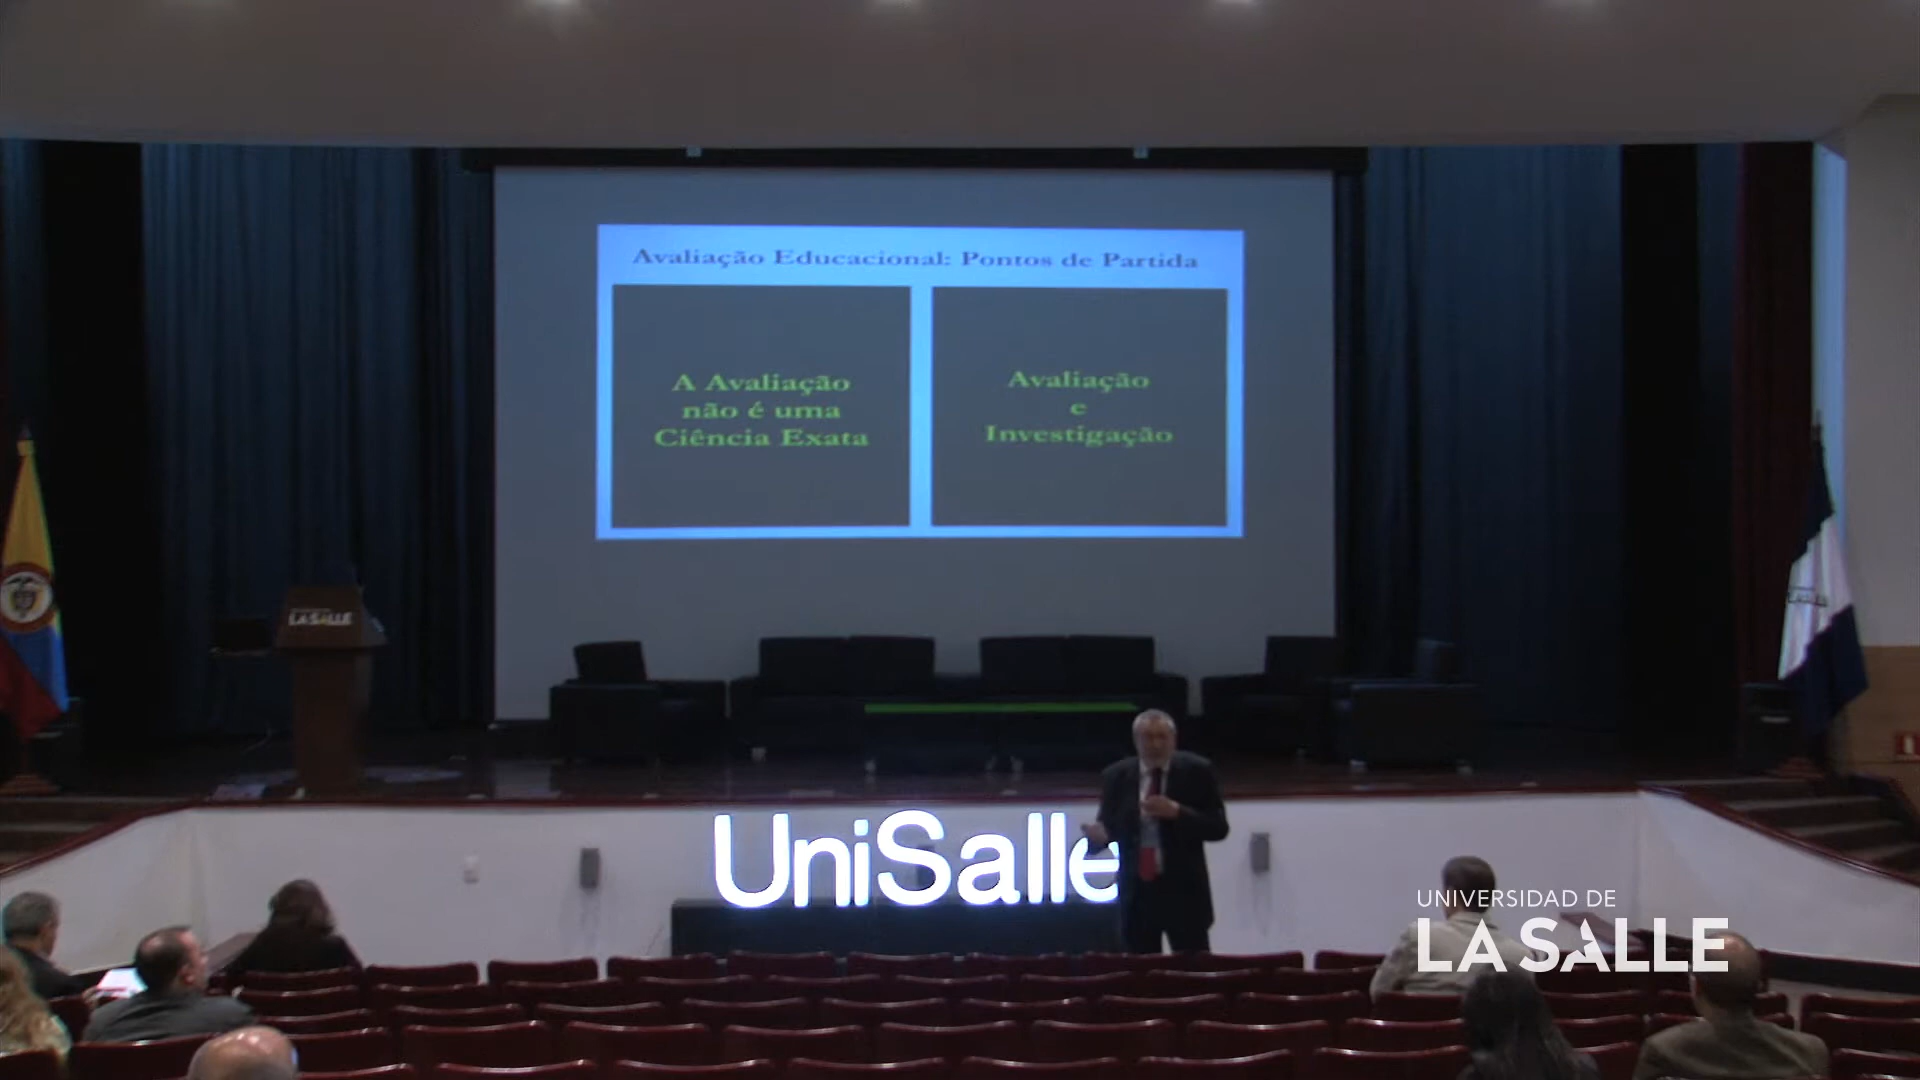 Avaliação Educacional: Pontos de Partida
A Avaliação
não é uma
Ciência Exata
Avaliação
e
Investigação
LA SALLE
UniSalle
UNIVERSIDAD DE
LA SALLE